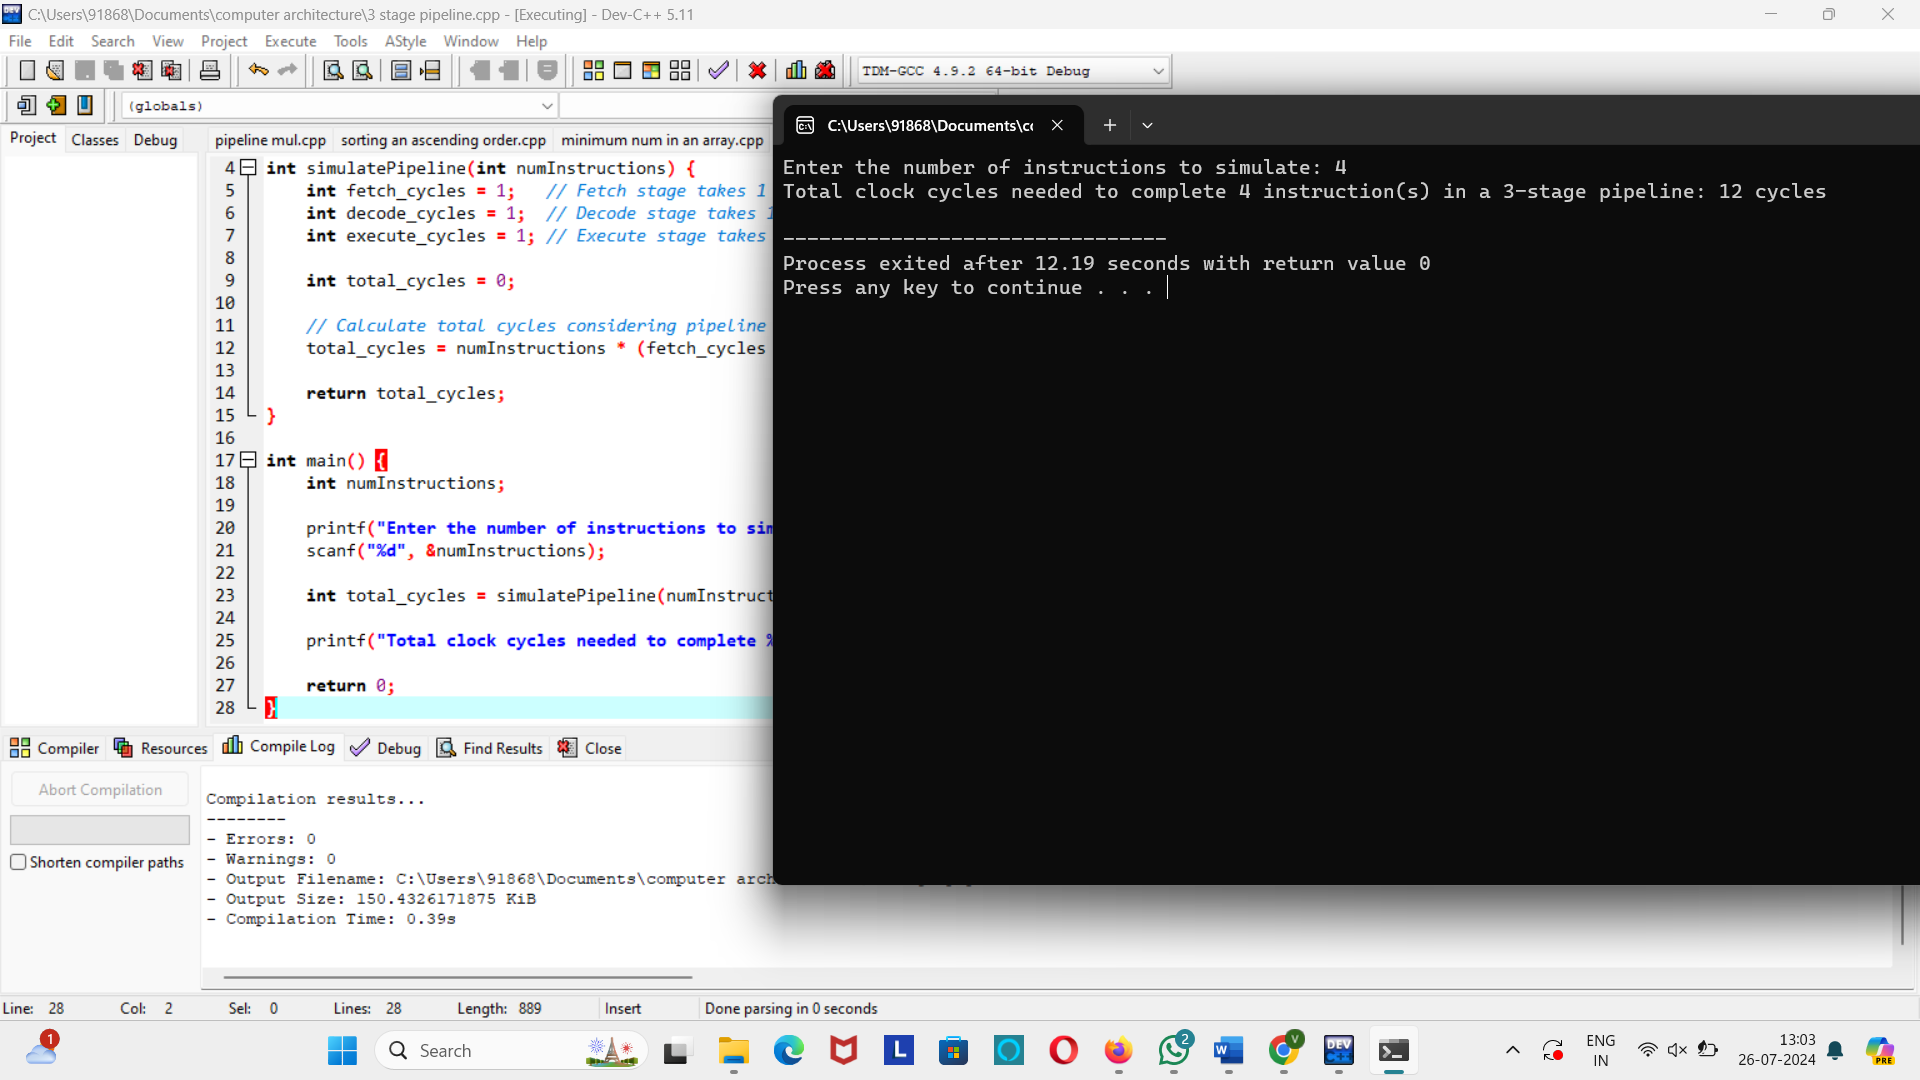 C:\Users\91868\Documents\computer architecture\3 stage pipeline.cpp - [Executing] - Dev-C++ 5.11
File Edit Search View Project Execute Tools AStyle Window Help
TDM-GCC 4.9.2 64-bit Debug
(globals)
Project Classes Debug
pipeline mul.cpp sorting an ascending order.cpp minimum num in an array.cpp
4 int simulatePipeline(int numInstructions) {
5 int fetch_cycles = 1; // Fetch stage takes 1
6 int decode_cycles = 1; // Decode stage takes 1
7 int execute_cycles = 1; // Execute stage takes
8
9 int total_cycles = 0;
10
11 // Calculate total cycles considering pipeline
12 total_cycles = numInstructions * (fetch_cycles
13
14 return total_cycles;
15 }
16
17 int main() {
18 int numInstructions;
19
20 printf("Enter the number of instructions to sim
21 scanf("%d", &numInstructions);
22
23 int total_cycles = simulatePipeline(numInstruct
24
25 printf("Total clock cycles needed to complete %
26
27 return 0;
28 }
C:\Users\91868\Documents\co
Enter the number of instructions to simulate: 4
Total clock cycles needed to complete 4 instruction(s) in a 3-stage pipeline: 12 cycles
--------------------------------
Process exited after 12.19 seconds with return value 0
Press any key to continue . . .
Compiler Resources Compile Log Debug Find Results Close
Abort Compilation
Shorten compiler paths
Compilation results...
--------
- Errors: 0
- Warnings: 0
- Output Filename: C:\Users\91868\Documents\computer arch
- Output Size: 150.4326171875 KiB
- Compilation Time: 0.39s
Line: 28 Col: 2 Sel: 0 Lines: 28 Length: 889 Insert Done parsing in 0 seconds
1
Search
L
2
W
V
DEV C++
ENG
IN
13:03
26-07-2024
PRE